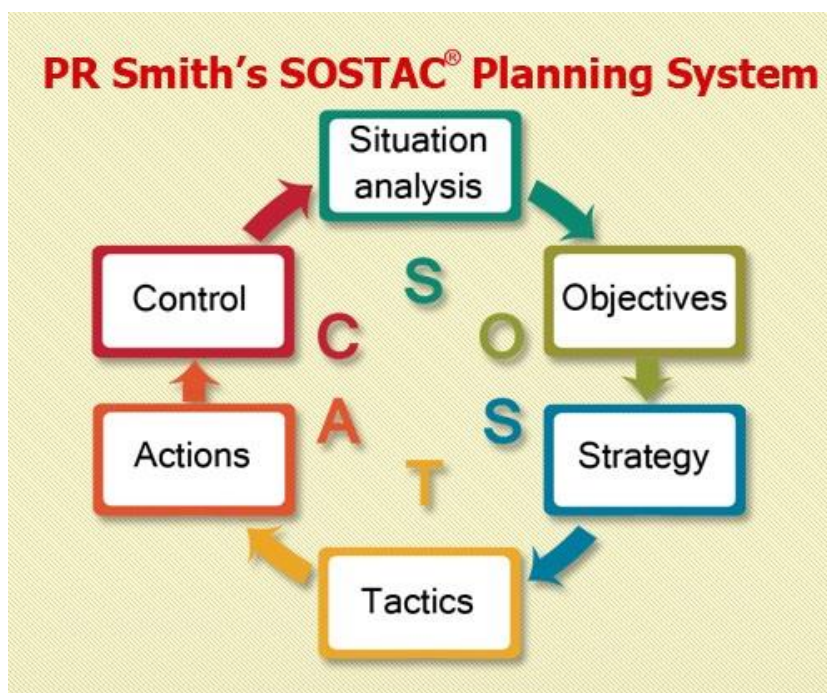 PR Smith's SOSTAC® Planning System
Situation
analysis
Objectives
Strategy
Tactics
Actions
Control
S
O
S
T
A
C